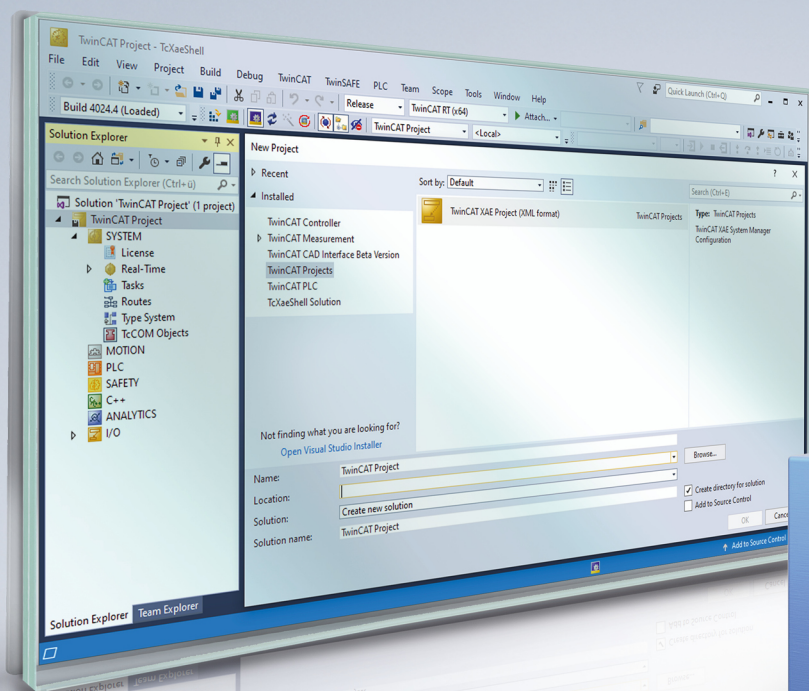 TwinCAT Project - TcXaeShell
File Edit View Project Build Debug TwinCAT TwinSAFE PLC Team Scope Tools Window Help
Quick Launch (Ctrl+Q)
Release
TwinCAT RT (x64)
Attach...
Build 4024.4 (Loaded)
TwinCAT Project
<Local>
Solution Explorer
Search Solution Explorer (Ctrl+ü)
Solution 'TwinCAT Project' (1 project)
TwinCAT Project
SYSTEM
License
Real-Time
Tasks
Routes
Type System
TcCOM Objects
MOTION
PLC
SAFETY
C++
ANALYTICS
I/O
Solution Explorer
Team Explorer
New Project
? X
Recent
Installed
TwinCAT Controller
TwinCAT Measurement
TwinCAT CAD Interface Beta Version
TwinCAT Projects
TwinCAT PLC
TcXaeShell Solution
Not finding what you are looking for?
Open Visual Studio Installer
Sort by: Default
TwinCAT XAE Project (XML format)
TwinCAT Projects
Search (Ctrl+E)
Type: TwinCAT Projects
TwinCAT XAE System Manager
Configuration
Name:
TwinCAT Project
Location:
Browse...
Solution:
Create new solution
Create directory for solution
Solution name:
TwinCAT Project
Add to Source Control
OK
Cance
Add to Source Control